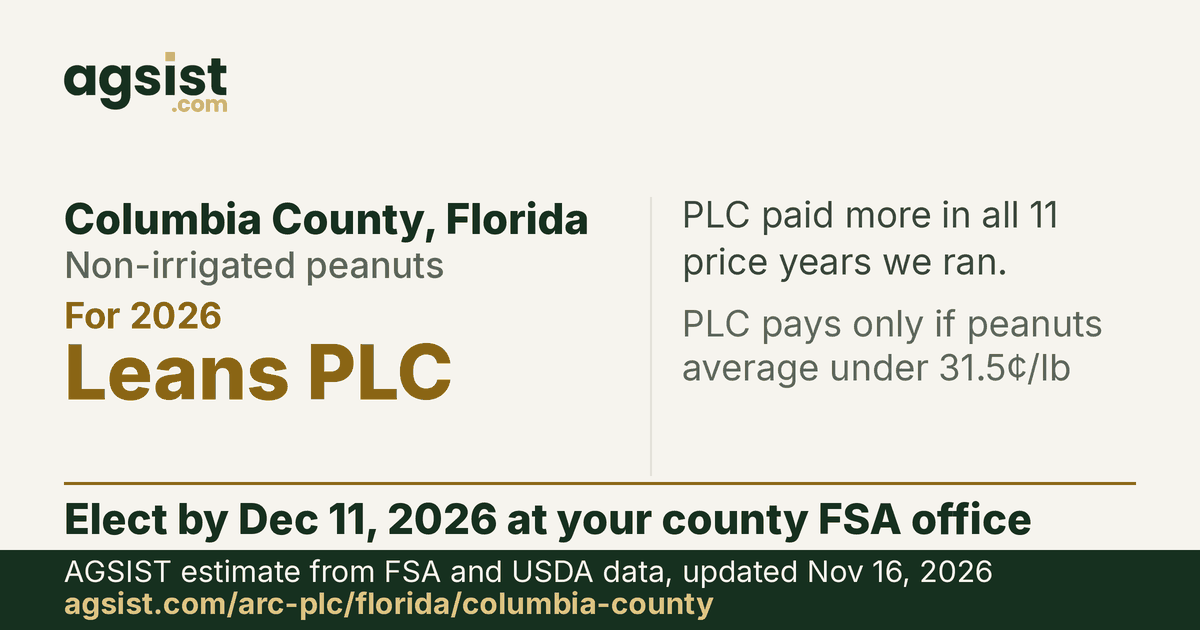 agsist
.com
Columbia County, Florida
Non-irrigated peanuts
For 2026
Leans PLC
PLC paid more in all 11
price years we ran.
PLC pays only if peanuts
average under 31.5¢/lb
Elect by Dec 11, 2026 at your county FSA office
AGSIST estimate from FSA and USDA data, updated Nov 16, 2026
agsist.com/arc-plc/florida/columbia-county